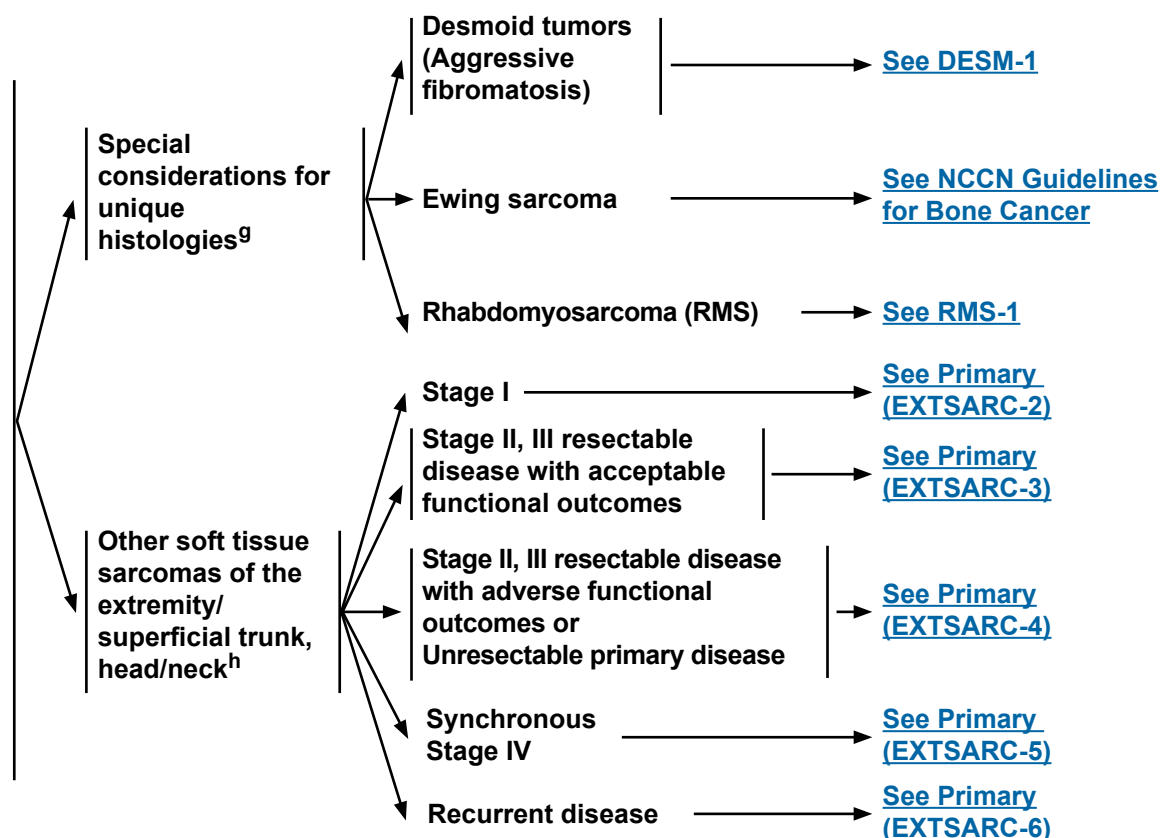 Desmoid tumors
(Aggressive
fibromatosis)
See DESM-1
Special
considerations for
unique
histologiesg
Ewing sarcoma
See NCCN Guidelines
for Bone Cancer
Rhabdomyosarcoma (RMS)
See RMS-1
Stage I
See Primary
(EXTSARC-2)
Stage II, III resectable
disease with acceptable
functional outcomes
See Primary
(EXTSARC-3)
Other soft tissue
sarcomas of the
extremity/
superficial trunk,
head/neckh
Stage II, III resectable disease
with adverse functional
outcomes or
Unresectable primary disease
See Primary
(EXTSARC-4)
Synchronous
Stage IV
See Primary
(EXTSARC-5)
Recurrent disease
See Primary
(EXTSARC-6)